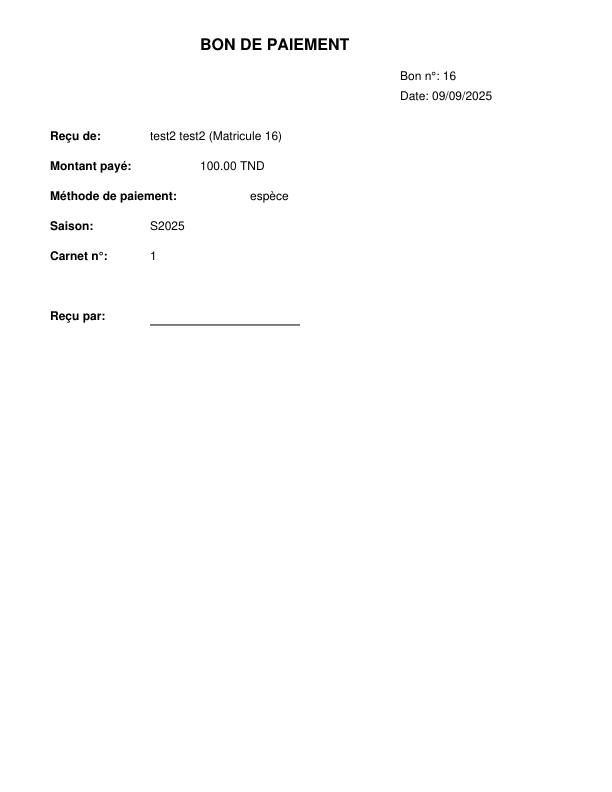 BON DE PAIEMENT
Bon n°: 16
Date: 09/09/2025
Reçu de: test2 test2 (Matricule 16)
Montant payé: 100.00 TND
Méthode de paiement: espèce
Saison: S2025
Carnet n°: 1
Reçu par: